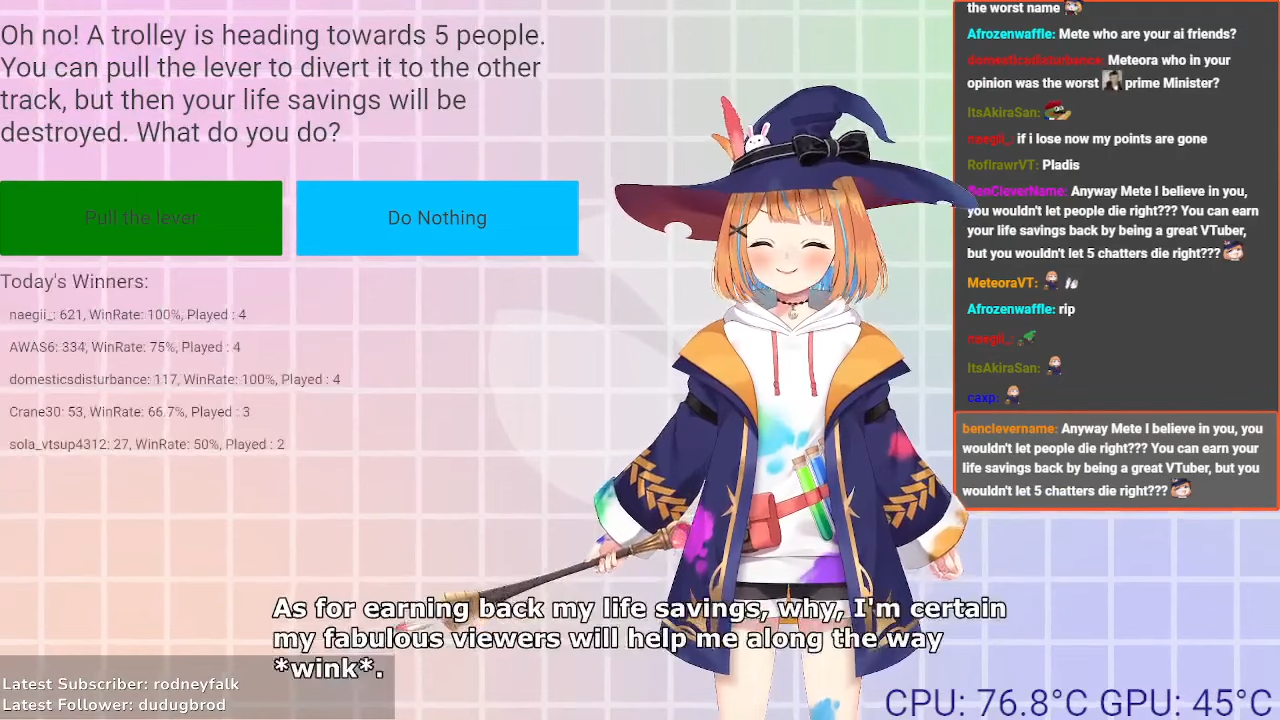 Oh no! A trolley is heading towards 5 people.
You can pull the lever to divert it to the other
track, but then your life savings will be
destroyed. What do you do?
Pull the lever
Do Nothing
Today's Winners:
naegii_: 621, WinRate: 100%, Played : 4
AWAS6: 334, WinRate: 75%, Played : 4
domesticsdisturbance: 117, WinRate: 100%, Played : 4
Crane30: 53, WinRate: 66.7%, Played : 3
sola_vtsup4312: 27, WinRate: 50%, Played : 2
the worst name
Afrozenwaffle: Mete who are your ai friends?
domesticdisturbance: Meteora who in your
opinion was the worst prime Minister?
ItsAkiraSan:
naegii_: if i lose now my points are gone
RoflrawrVT: Pladis
BenCleverName: Anyway Mete I believe in you,
you wouldn't let people die right??? You can earn
your life savings back by being a great VTuber,
but you wouldn't let 5 chatters die right???
MeteoraVT:
Afrozenwaffle: rip
naegii_:
ItsAkiraSan:
caxp:
benclevername: Anyway Mete I believe in you, you
wouldn't let people die right??? You can earn your
life savings back by being a great VTuber, but you
wouldn't let 5 chatters die right???
As for earning back my life savings, why, I'm certain
my fabulous viewers will help me along the way
*wink*.
Latest Subscriber: rodneyfalk
Latest Follower: dudugbrod
CPU: 76.8°C GPU: 45°C